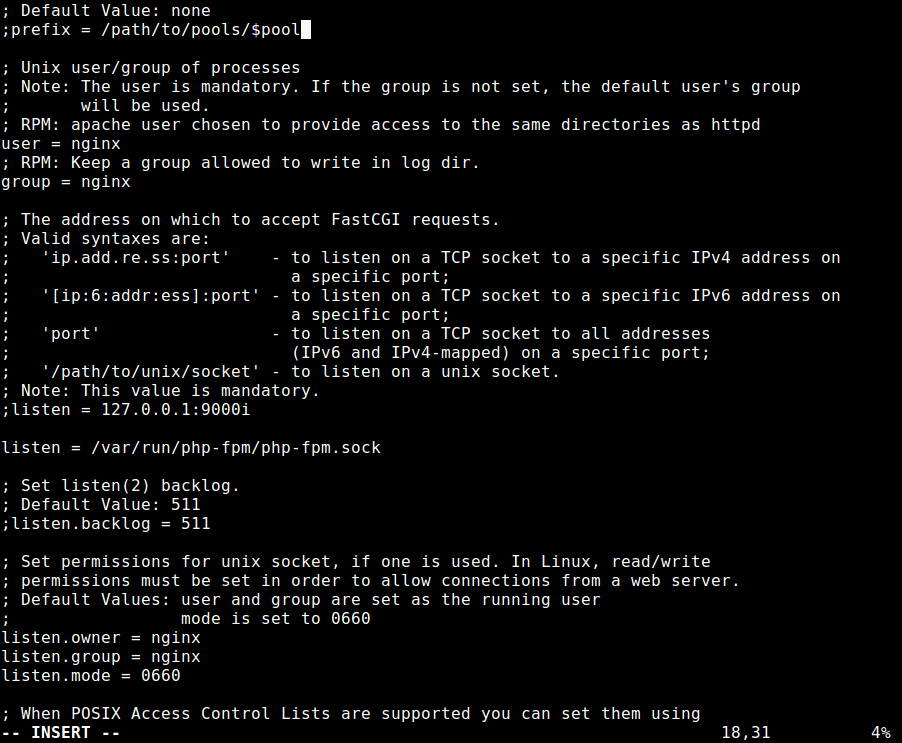 ; Default Value: none
;prefix = /path/to/pools/$pool

; Unix user/group of processes
; Note: The user is mandatory. If the group is not set, the default user's group
;       will be used.
; RPM: apache user chosen to provide access to the same directories as httpd
user = nginx
; RPM: Keep a group allowed to write in log dir.
group = nginx

; The address on which to accept FastCGI requests.
; Valid syntaxes are:
;   'ip.add.re.ss:port'    - to listen on a TCP socket to a specific IPv4 address on
;                            a specific port;
;   '[ip:6:addr:ess]:port' - to listen on a TCP socket to a specific IPv6 address on
;                            a specific port;
;   'port'                 - to listen on a TCP socket to all addresses
;                            (IPv6 and IPv4-mapped) on a specific port;
;   '/path/to/unix/socket' - to listen on a unix socket.
; Note: This value is mandatory.
;listen = 127.0.0.1:9000i

listen = /var/run/php-fpm/php-fpm.sock

; Set listen(2) backlog.
; Default Value: 511
;listen.backlog = 511

; Set permissions for unix socket, if one is used. In Linux, read/write
; permissions must be set in order to allow connections from a web server.
; Default Values: user and group are set as the running user
;                 mode is set to 0660
listen.owner = nginx
listen.group = nginx
listen.mode = 0660

; When POSIX Access Control Lists are supported you can set them using
-- INSERT --                                                            18,31          4%